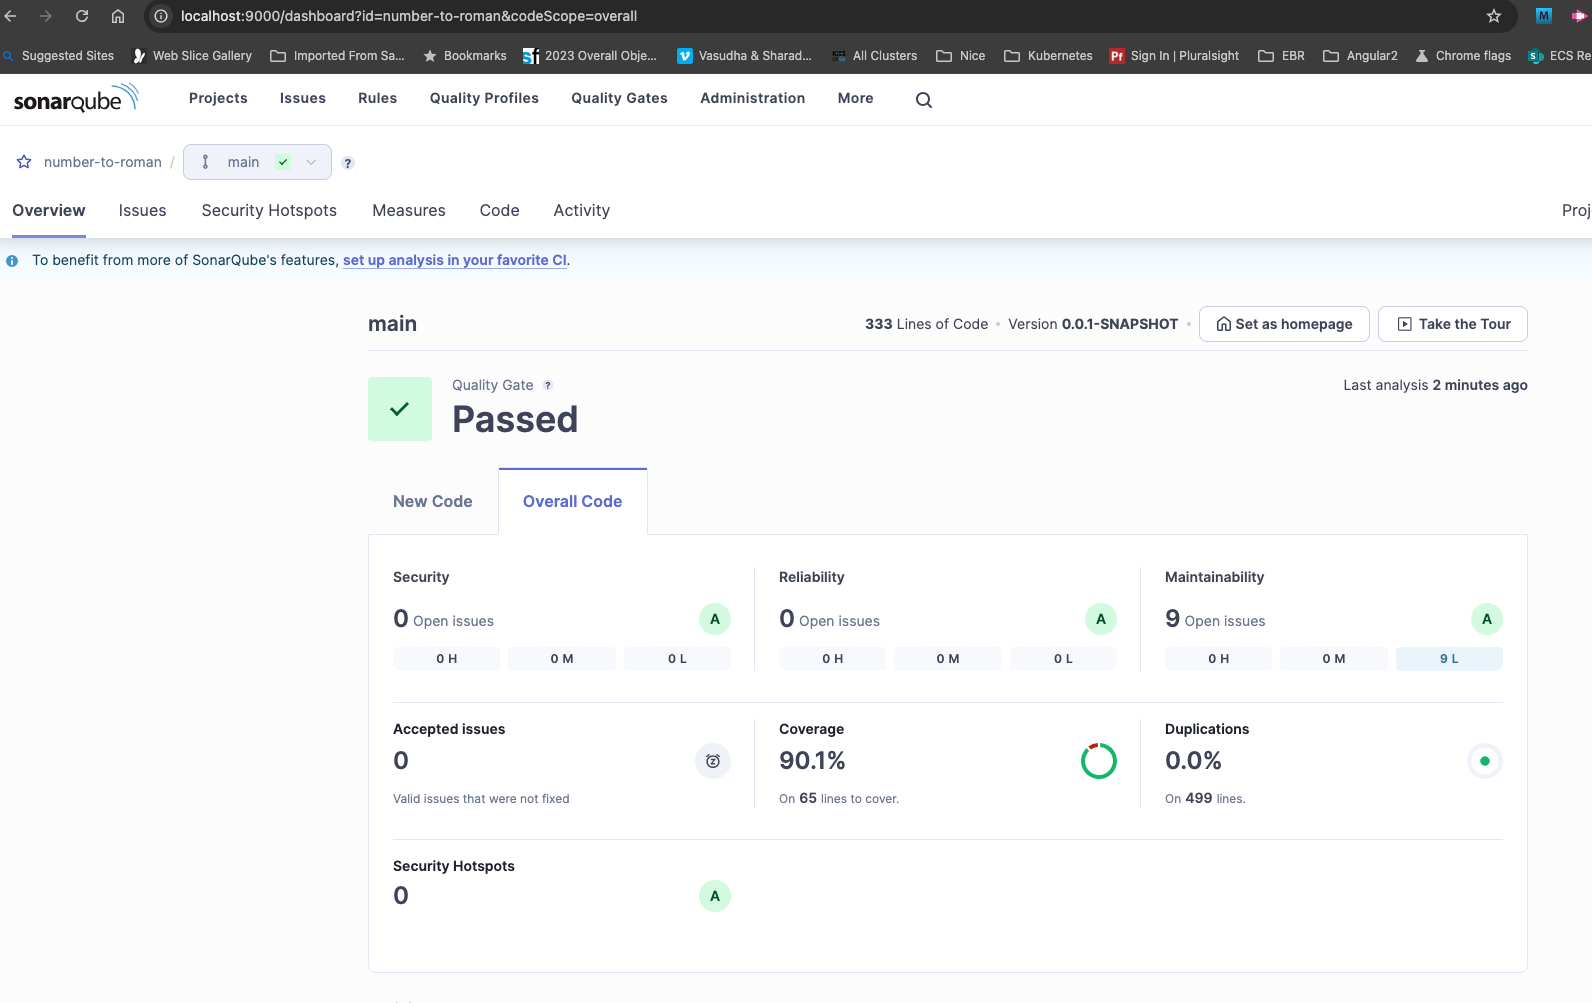 localhost:9000/dashboard?id=number-to-roman&codeScope=overall
M
Suggested Sites Web Slice Gallery Imported From Sa... Bookmarks 2023 Overall Obje... Vasudha & Sharad... All Clusters Nice Kubernetes Sign In | Pluralsight EBR Angular2 Chrome flags ECS Re
sonarqube Projects Issues Rules Quality Profiles Quality Gates Administration More
number-to-roman / main ?
Overview Issues Security Hotspots Measures Code Activity Proj
To benefit from more of SonarQube's features, set up analysis in your favorite CI.
main 333 Lines of Code • Version 0.0.1-SNAPSHOT • Set as homepage Take the Tour
Quality Gate ? Last analysis 2 minutes ago
Passed
New Code Overall Code
Security Reliability Maintainability
0 Open issues A 0 Open issues A 9 Open issues A
0 H 0 M 0 L 0 H 0 M 0 L 0 H 0 M 9 L
Accepted issues Coverage Duplications
0 90.1% 0.0%
Valid issues that were not fixed On 65 lines to cover. On 499 lines.
Security Hotspots
0 A